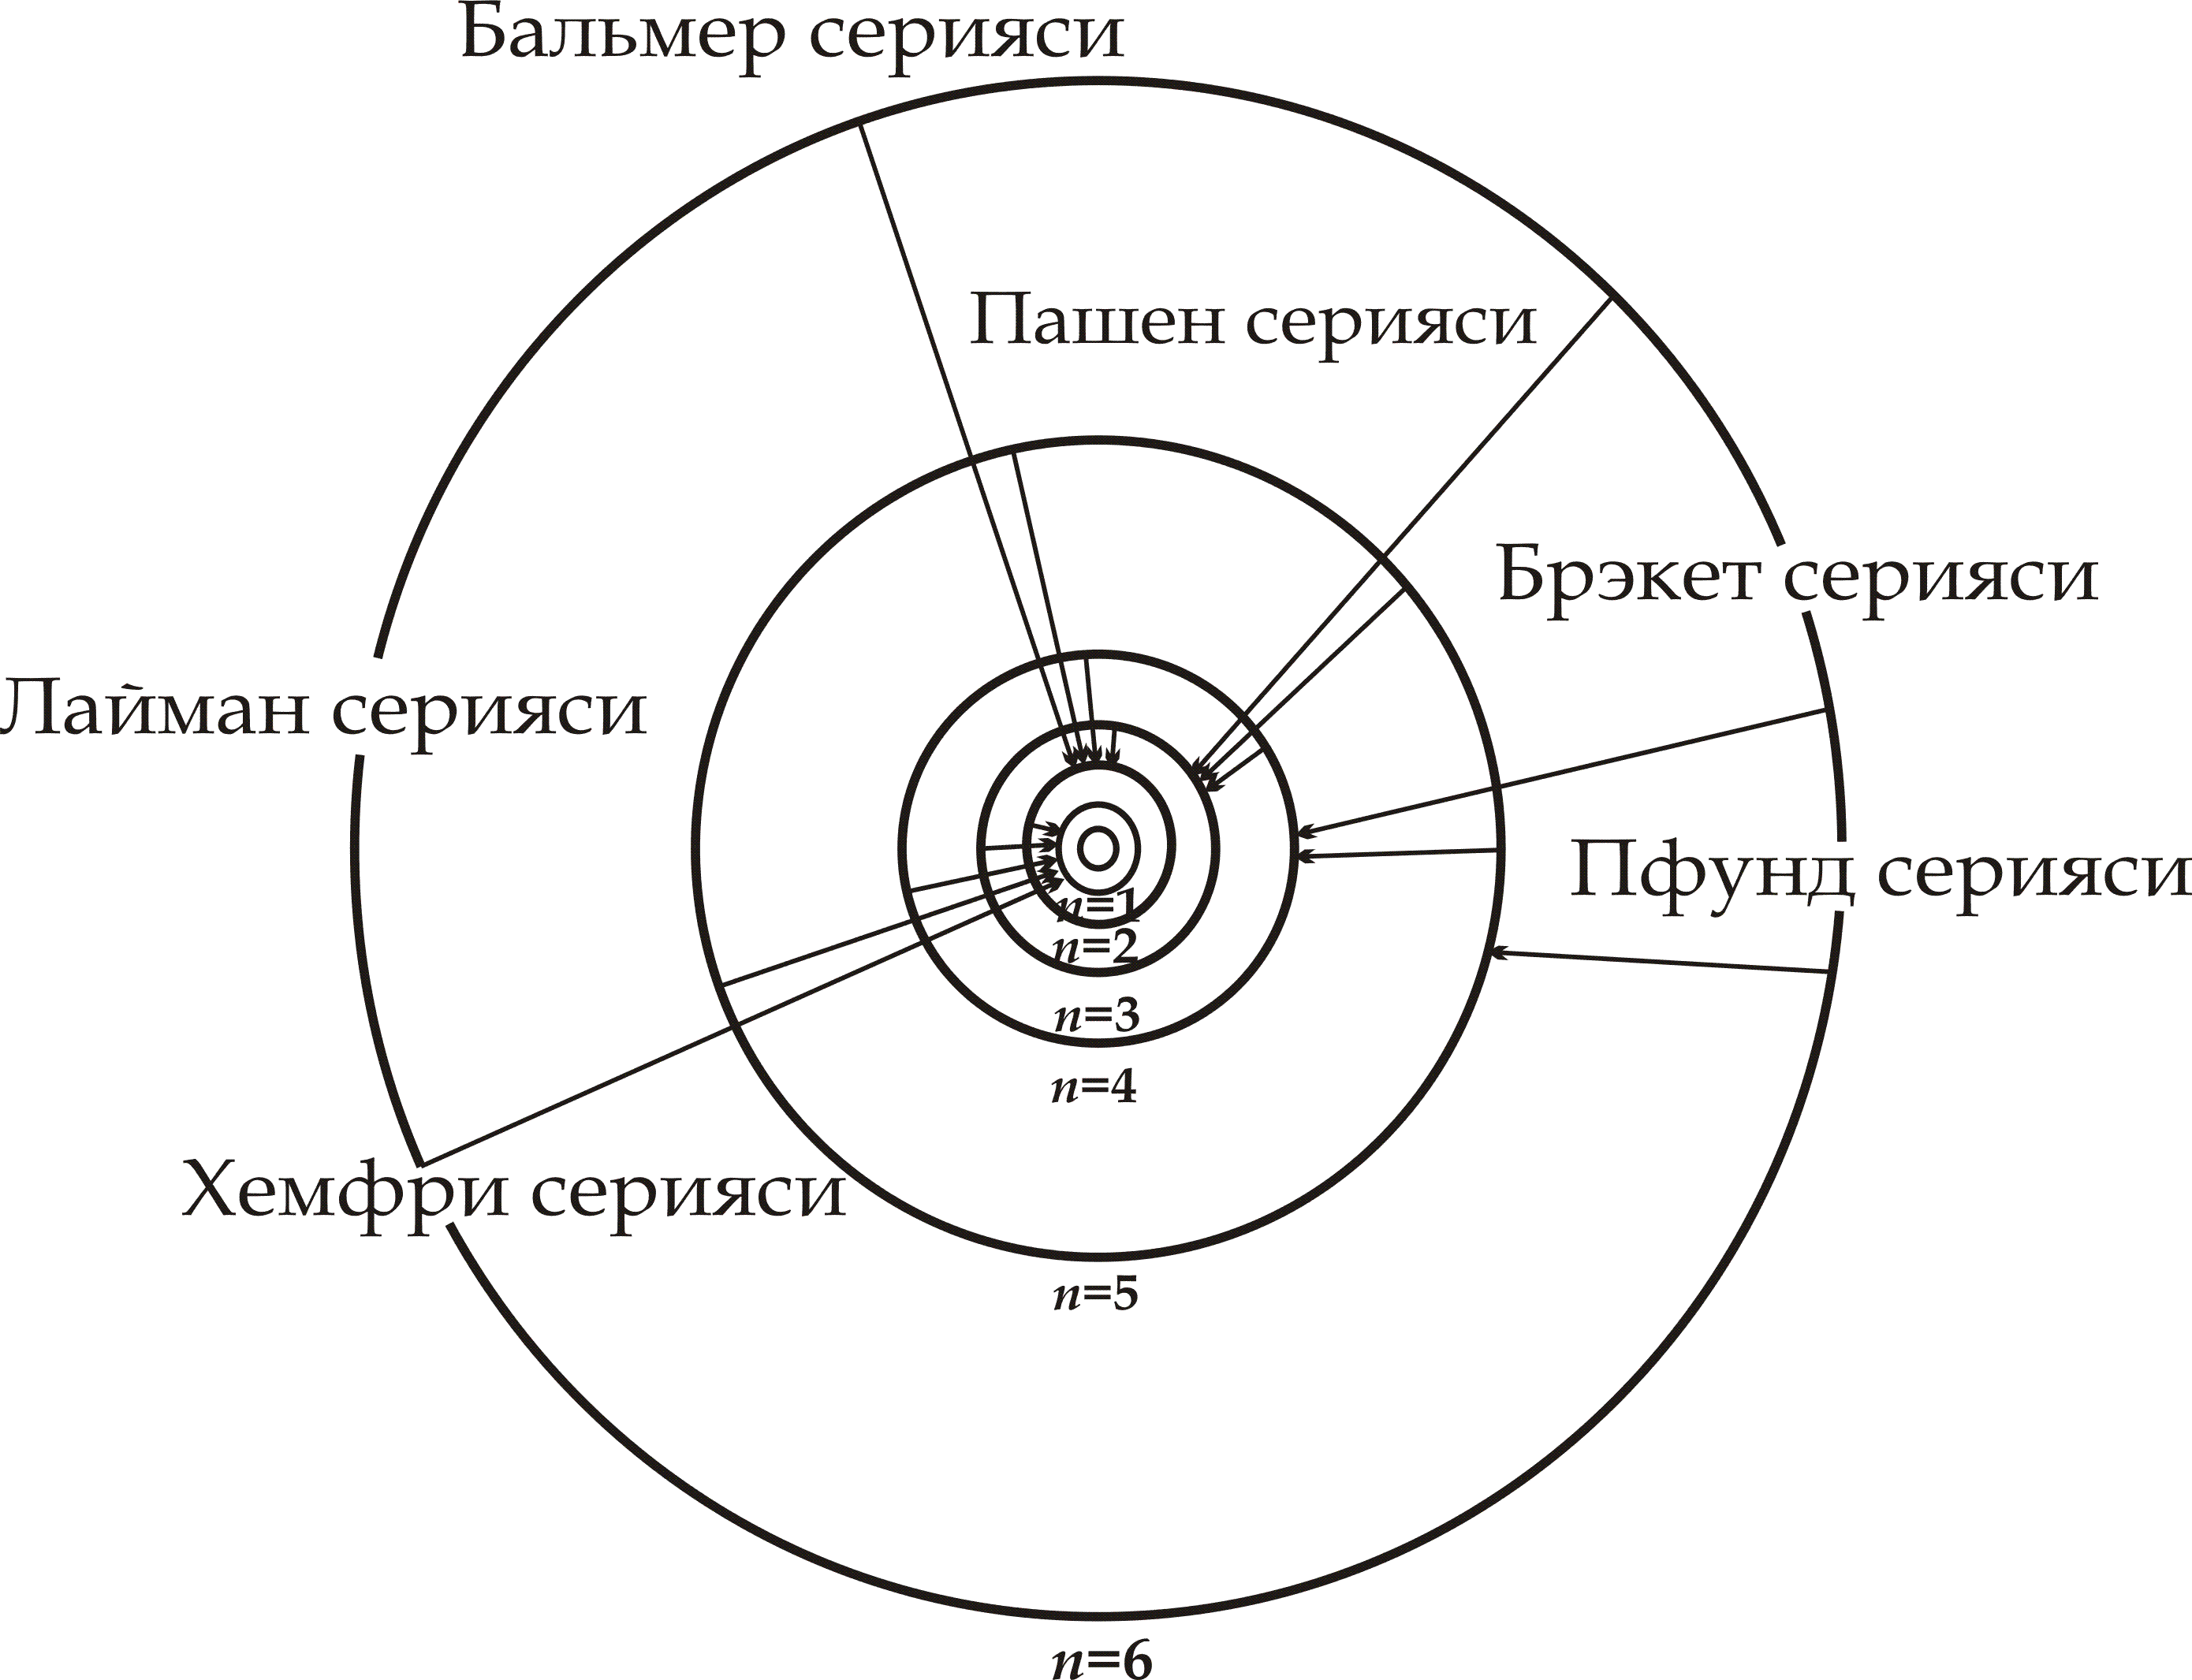 Бальмер серияси
Пашен серияси
Брэкет серияси
Лайман серияси
Пфунд серияси
n=1
n=2
n=3
n=4
Хемфри серияси
n=5
n=6